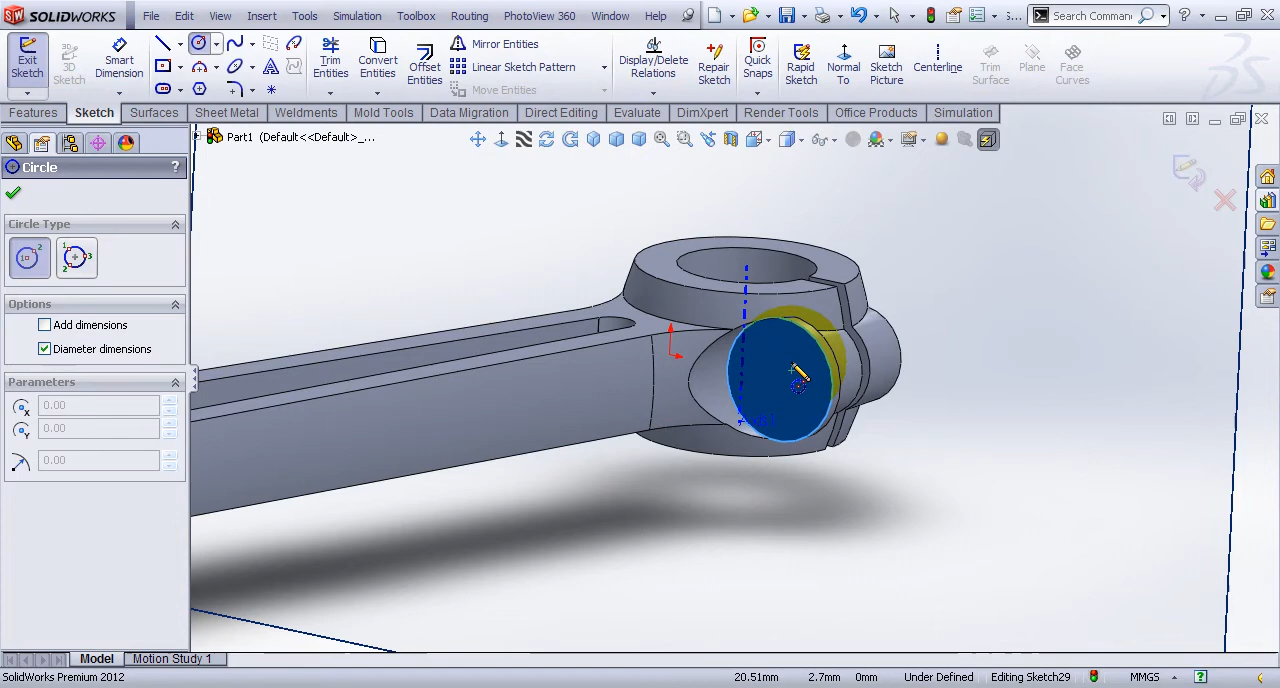 SOLIDWORKS File Edit View Insert Tools Simulation Toolbox Routing PhotoView 360 Window Help S... Search Comman
Exit Sketch
3D Sketch
Smart Dimension
Trim Entities
Convert Entities
Offset Entities
Mirror Entities
Linear Sketch Pattern
Move Entities
Display/Delete Relations
Repair Sketch
Quick Snaps
Rapid Sketch
Normal To
Sketch Picture
Centerline
Trim Surface
Plane
Face Curves
Features Sketch Surfaces Sheet Metal Weldments Mold Tools Data Migration Direct Editing Evaluate DimXpert Render Tools Office Products Simulation
Part1 (Default<<Default>_...
Circle ?
Circle Type
Options
Add dimensions
Diameter dimensions
Parameters
0.00
0.00
0.00
Model Motion Study 1
SolidWorks Premium 2012 20.51mm 2.7mm 0mm Under Defined Editing Sketch29 MMGS